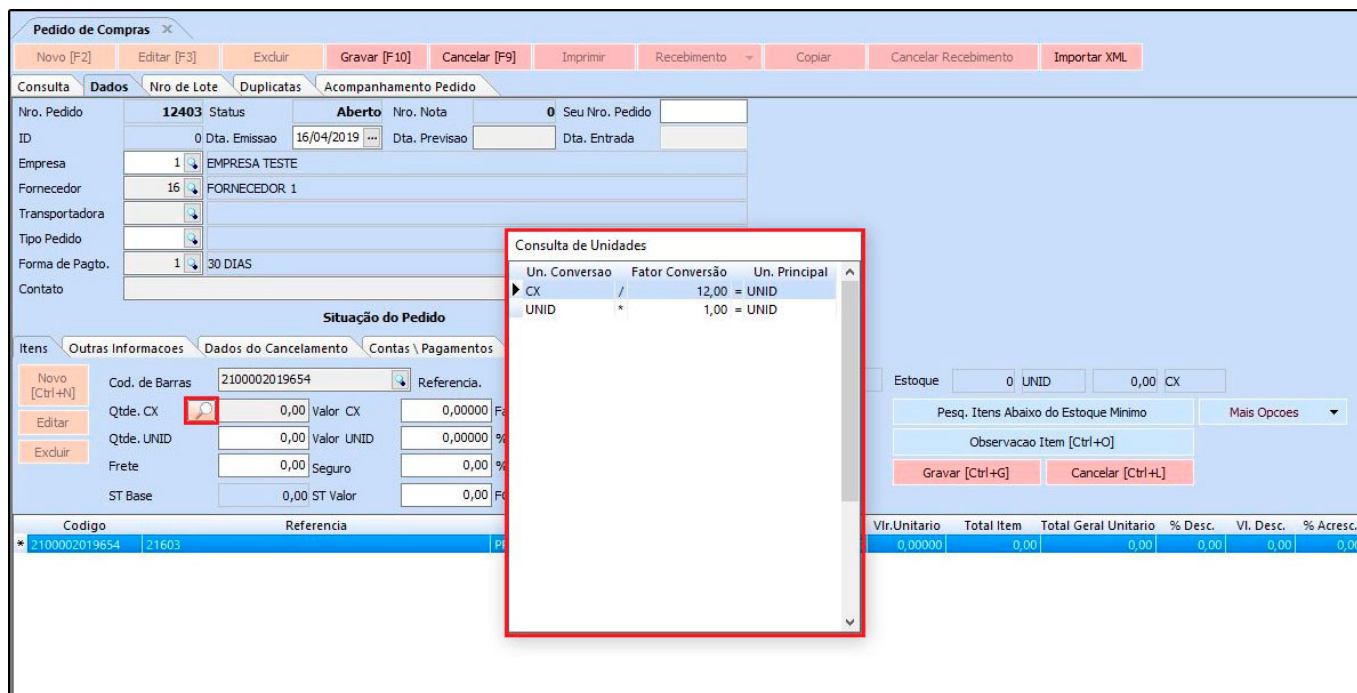 Pedido de Compras
Novo [F2] Editar [F3] Excluir Gravar [F10] Cancelar [F9] Imprimir Recebimento Copiar Cancelar Recebimento Importar XML
Consulta Dados Nro de Lote Duplicatas Acompanhamento Pedido
Nro. Pedido 12403 Status Aberto Nro. Nota 0 Seu Nro. Pedido
ID 0 Dta. Emissao 16/04/2019 ... Dta. Previsao Dta. Entrada
Empresa 1 EMPRESA TESTE
Fornecedor 16 FORNECEDOR 1
Transportadora
Tipo Pedido
Forma de Pagto. 1 30 DIAS
Contato
Situação do Pedido
Consulta de Unidades
Un. Conversao Fator Conversão Un. Principal
CX / 12,00 = UNID
UNID * 1,00 = UNID
Itens Outras Informacoes Dados do Cancelamento Contas \ Pagamentos
Novo [Ctrl+N] Cod. de Barras 2100002019654 Referencia. Estoque 0 UNID 0,00 CX
Qtde. CX 0,00 Valor CX 0,00000 Pesq. Itens Abaixo do Estoque Minimo Mais Opcoes
Editar Qtde. UNID 0,00 Valor UNID 0,00000 % Observacao Item [Ctrl+O]
Excluir Frete 0,00 Seguro 0,00 % Gravar [Ctrl+G] Cancelar [Ctrl+L]
ST Base 0,00 ST Valor 0,00
Codigo Referencia Vlr.Unitario Total Item Total Geral Unitario % Desc. Vl. Desc. % Acresc.
* 2100002019654 21603 0,00000 0,00 0,00 0,00 0,00